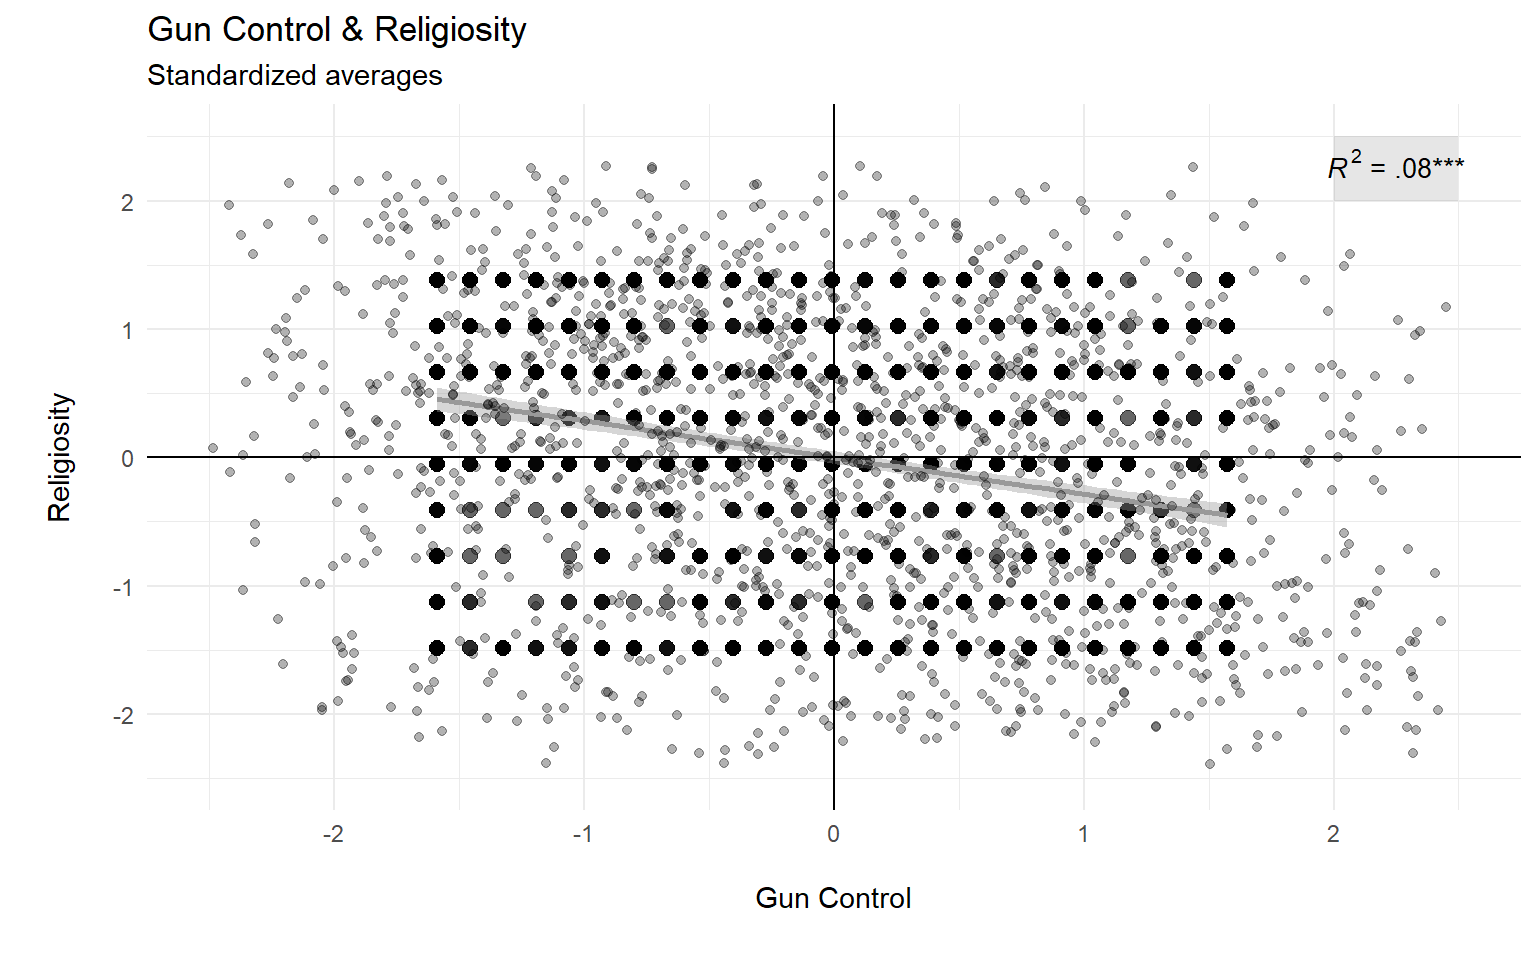 Gun Control & Religiosity
Standardized averages
R² = .08***
2
1
0
-1
-2
Religiosity
-2 -1 0 1 2
Gun Control